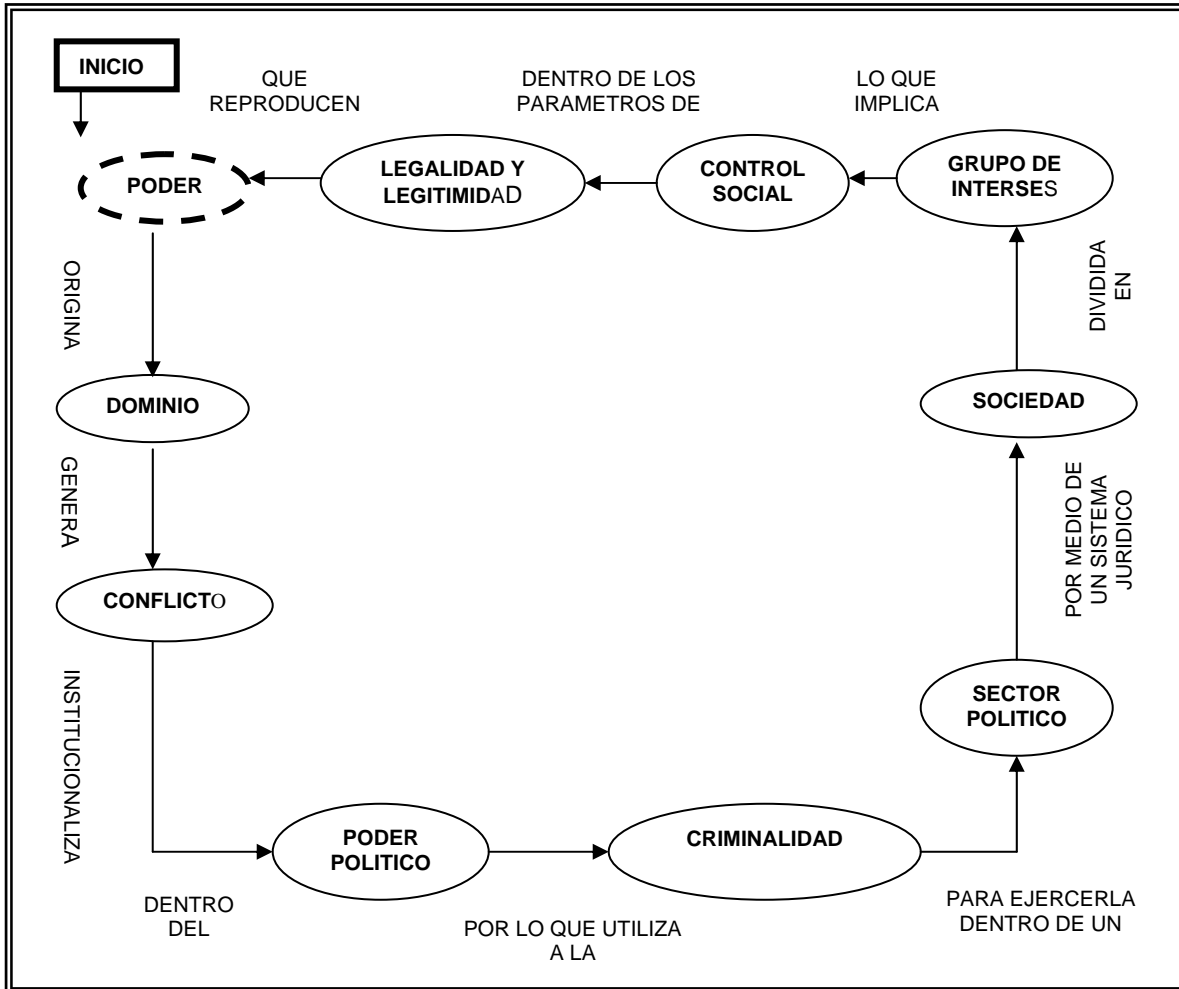 INICIO
QUE
REPRODUCEN
DENTRO DE LOS
PARAMETROS DE
LO QUE
IMPLICA
PODER
LEGALIDAD Y
LEGITIMIDAD
CONTROL
SOCIAL
GRUPO DE
INTERSES
ORIGINA
DIVIDIDA
EN
DOMINIO
SOCIEDAD
GENERA
POR MEDIO DE
UN SISTEMA
JURIDICO
CONFLICTO
INSTITUCIONALIZA
SECTOR
POLITICO
PODER
POLITICO
CRIMINALIDAD
DENTRO
DEL
POR LO QUE UTILIZA
A LA
PARA EJERCERLA
DENTRO DE UN